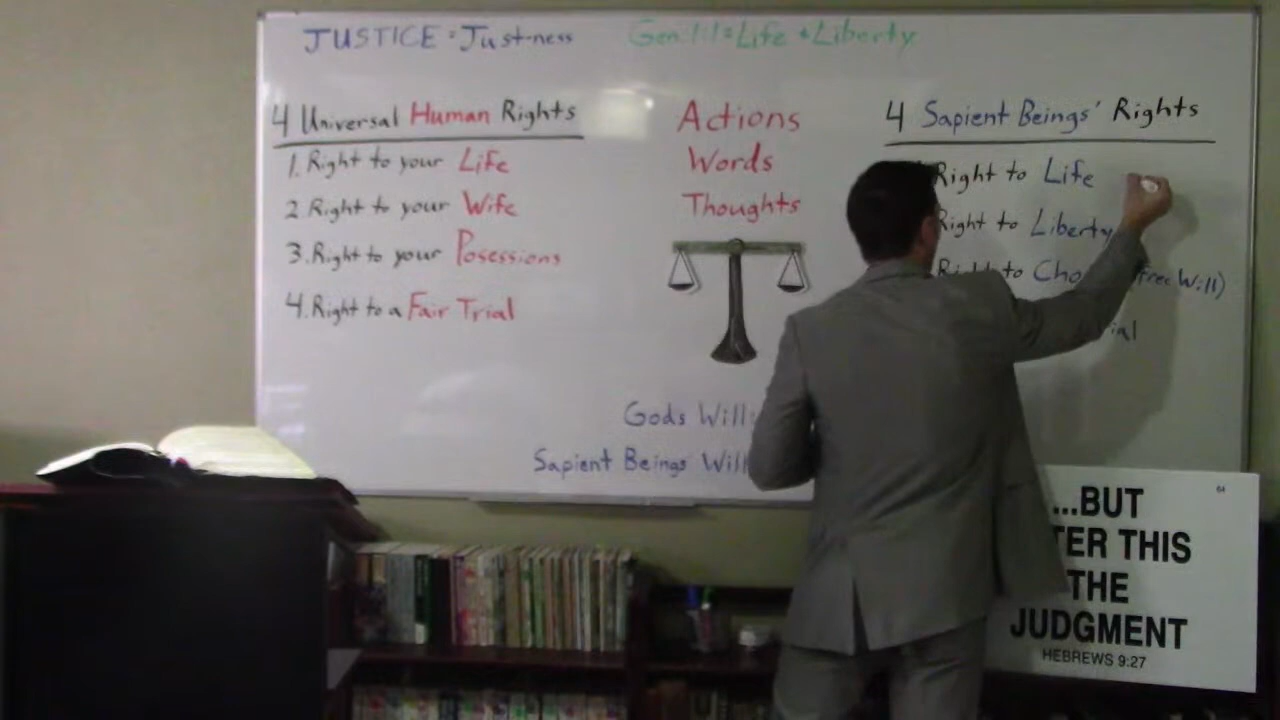 JUSTICE = Just-ness
Gen 1:1 = Life + Liberty
4 Universal Human Rights
1. Right to your Life
2 Right to your Wife
3. Right to your Posessions
4. Right to a Fair Trial
Actions
Words
Thoughts
Gods Will
Sapient Beings Will
4 Sapient Beings' Rights
Right to Life
Right to Liberty
Right to (free Will)
...BUT
THIS
THE
JUDGMENT
HEBREWS 9:27
64